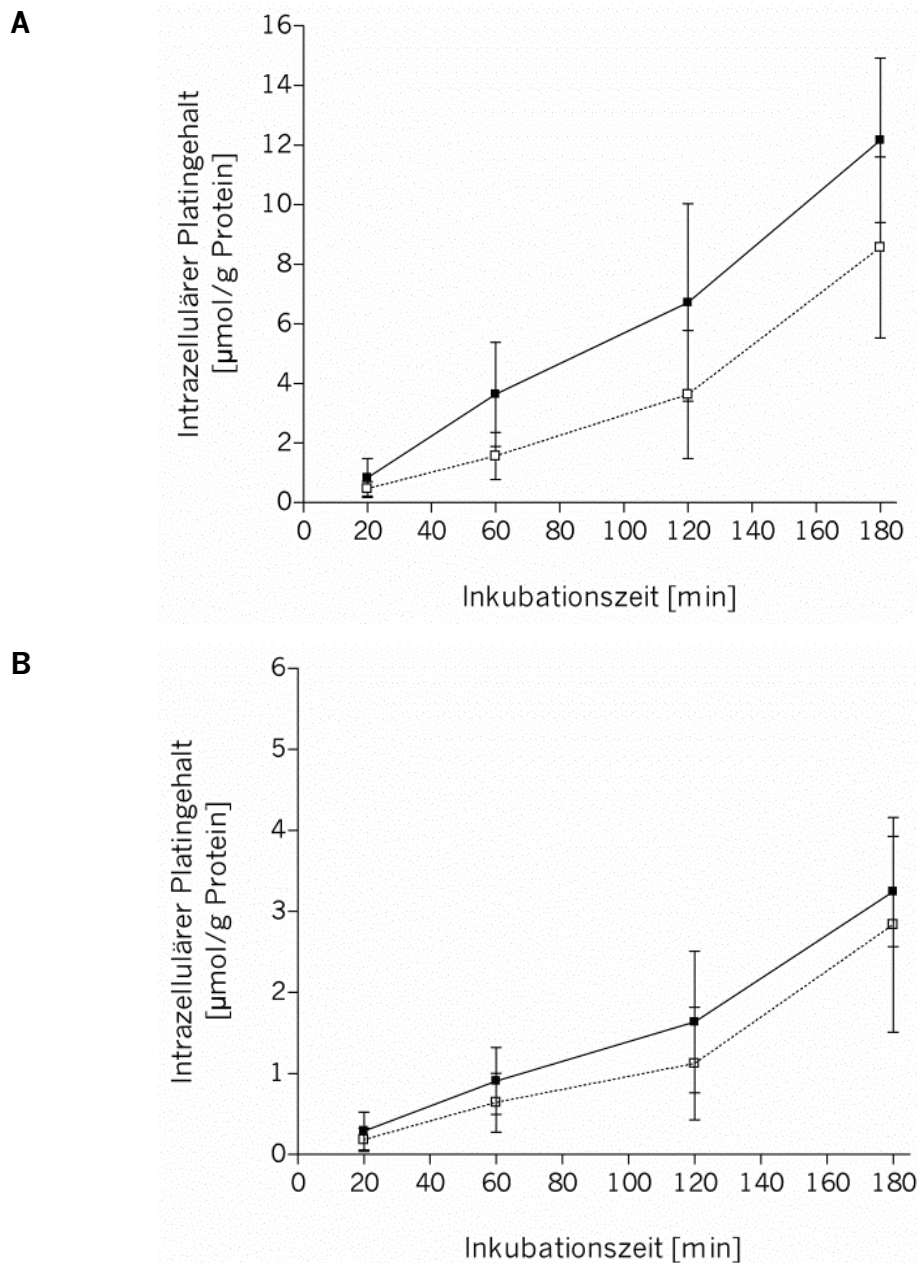 A
Intrazellulärer Platingehalt
[µmol/g Protein]
16
14
12
10
8
6
4
2
0
0 20 40 60 80 100 120 140 160 180
Inkubationszeit [min]
B
Intrazellulärer Platingehalt
[µmol/g Protein]
6
5
4
3
2
1
0
0 20 40 60 80 100 120 140 160 180
Inkubationszeit [min]